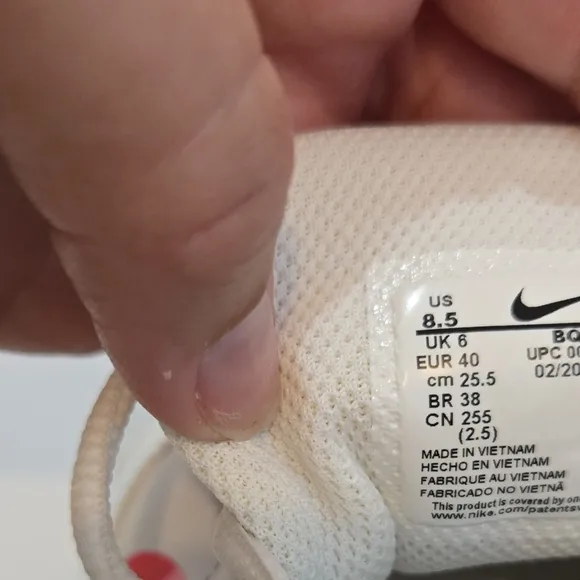 US
8.5
UK 6
EUR 40
cm 25.5
BR 38
CN 255
(2.5)
BQ
UPC 00
02/20
MADE IN VIETNAM
HECHO EN VIETNAM
FABRIQUE AU VIETNAM
FABRICADO NO VIETNÃ
This product is covered by one
www.nike.com/patents